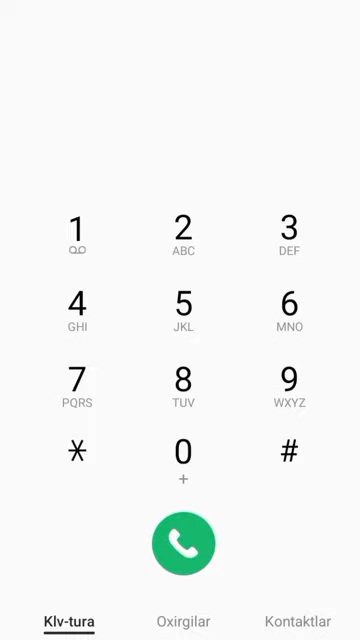 1 2 3
ABC DEF
4 5 6
GHI JKL MNO
7 8 9
PQRS TUV WXYZ
* 0 #
+
Klv-tura Oxirgilar Kontaktlar